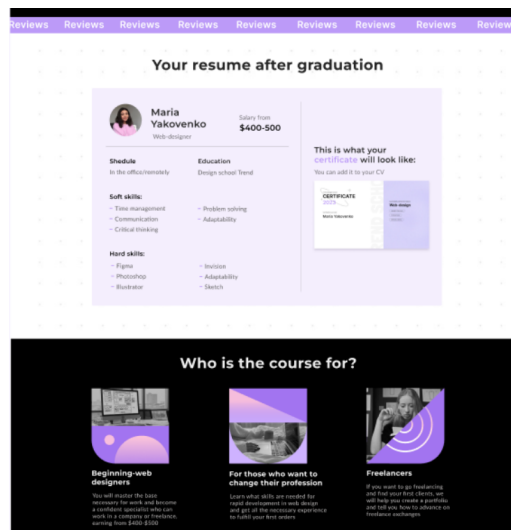 Reviews Reviews Reviews Reviews Reviews Reviews Reviews Reviews Review
Your resume after graduation
Maria
Yakovenko
Web-designer
Salary from
$400-500
Shedule
In the office/remotely
Education
Design school Trend
Soft skills:
- Time management
- Communication
- Critical thinking
- Problem solving
- Adaptability
Hard skills:
- Figme
- Photoshop
- Illustrator
- Invision
- Adaptability
- Sketch
This is what your
certificate will look like:
You can add it to your CV
CERTIFICATE
2023
Maria Yakovenko
Web design
Who is the course for?
Beginning-web
designers
You will master the base
necessary for work and become
a confident specialist who can
work in a company or freelance,
earning from $400-$500
For those who want to
change their profession
Learn what skills are needed for
rapid development in web design
and get all the necessary experience
to fulfill your first orders
Freelancers
If you want to go freelancing
and find your first clients, we
will help you create a portfolio
and tell you how to advance on
freelance exchanges